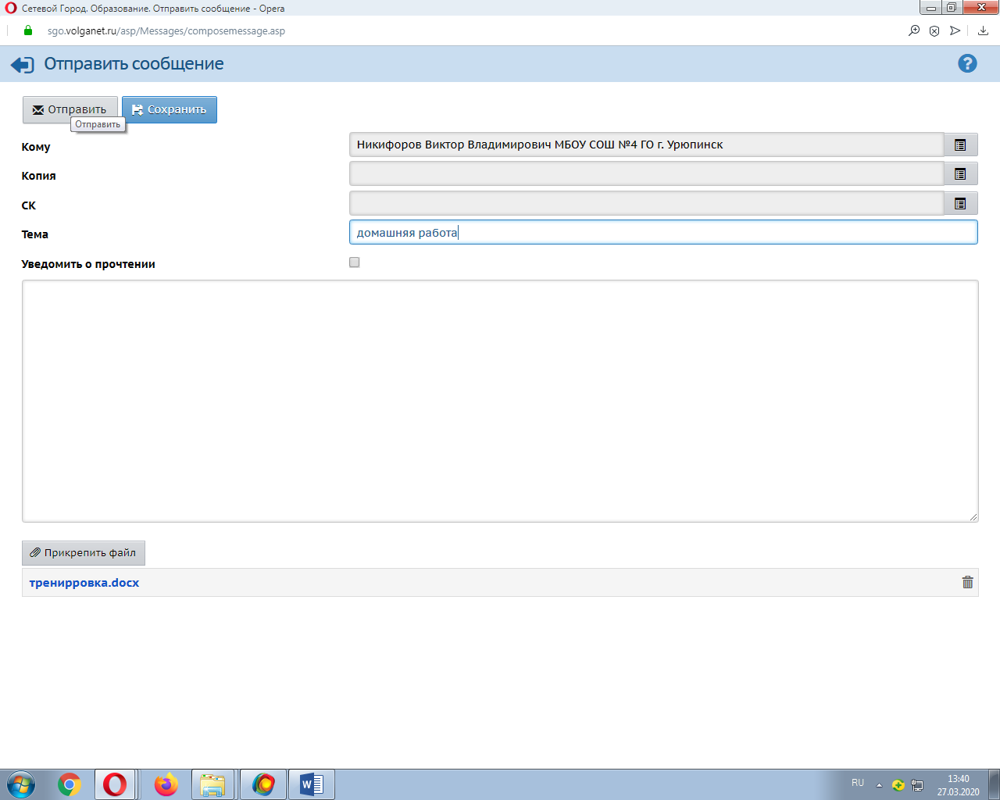 Сетевой Город. Образование. Отправить сообщение - Opera
sgo.volganet.ru/asp/Messages/composemessage.asp
Отправить сообщение
?
Отправить Сохранить
Отправить
Кому Никифоров Виктор Владимирович МБОУ СОШ №4 ГО г. Урюпинск
Копия
СК
Тема домашняя работа
Уведомить о прочтении
Прикрепить файл
трениррровка.docx
W
RU 13:40
27.03.2020